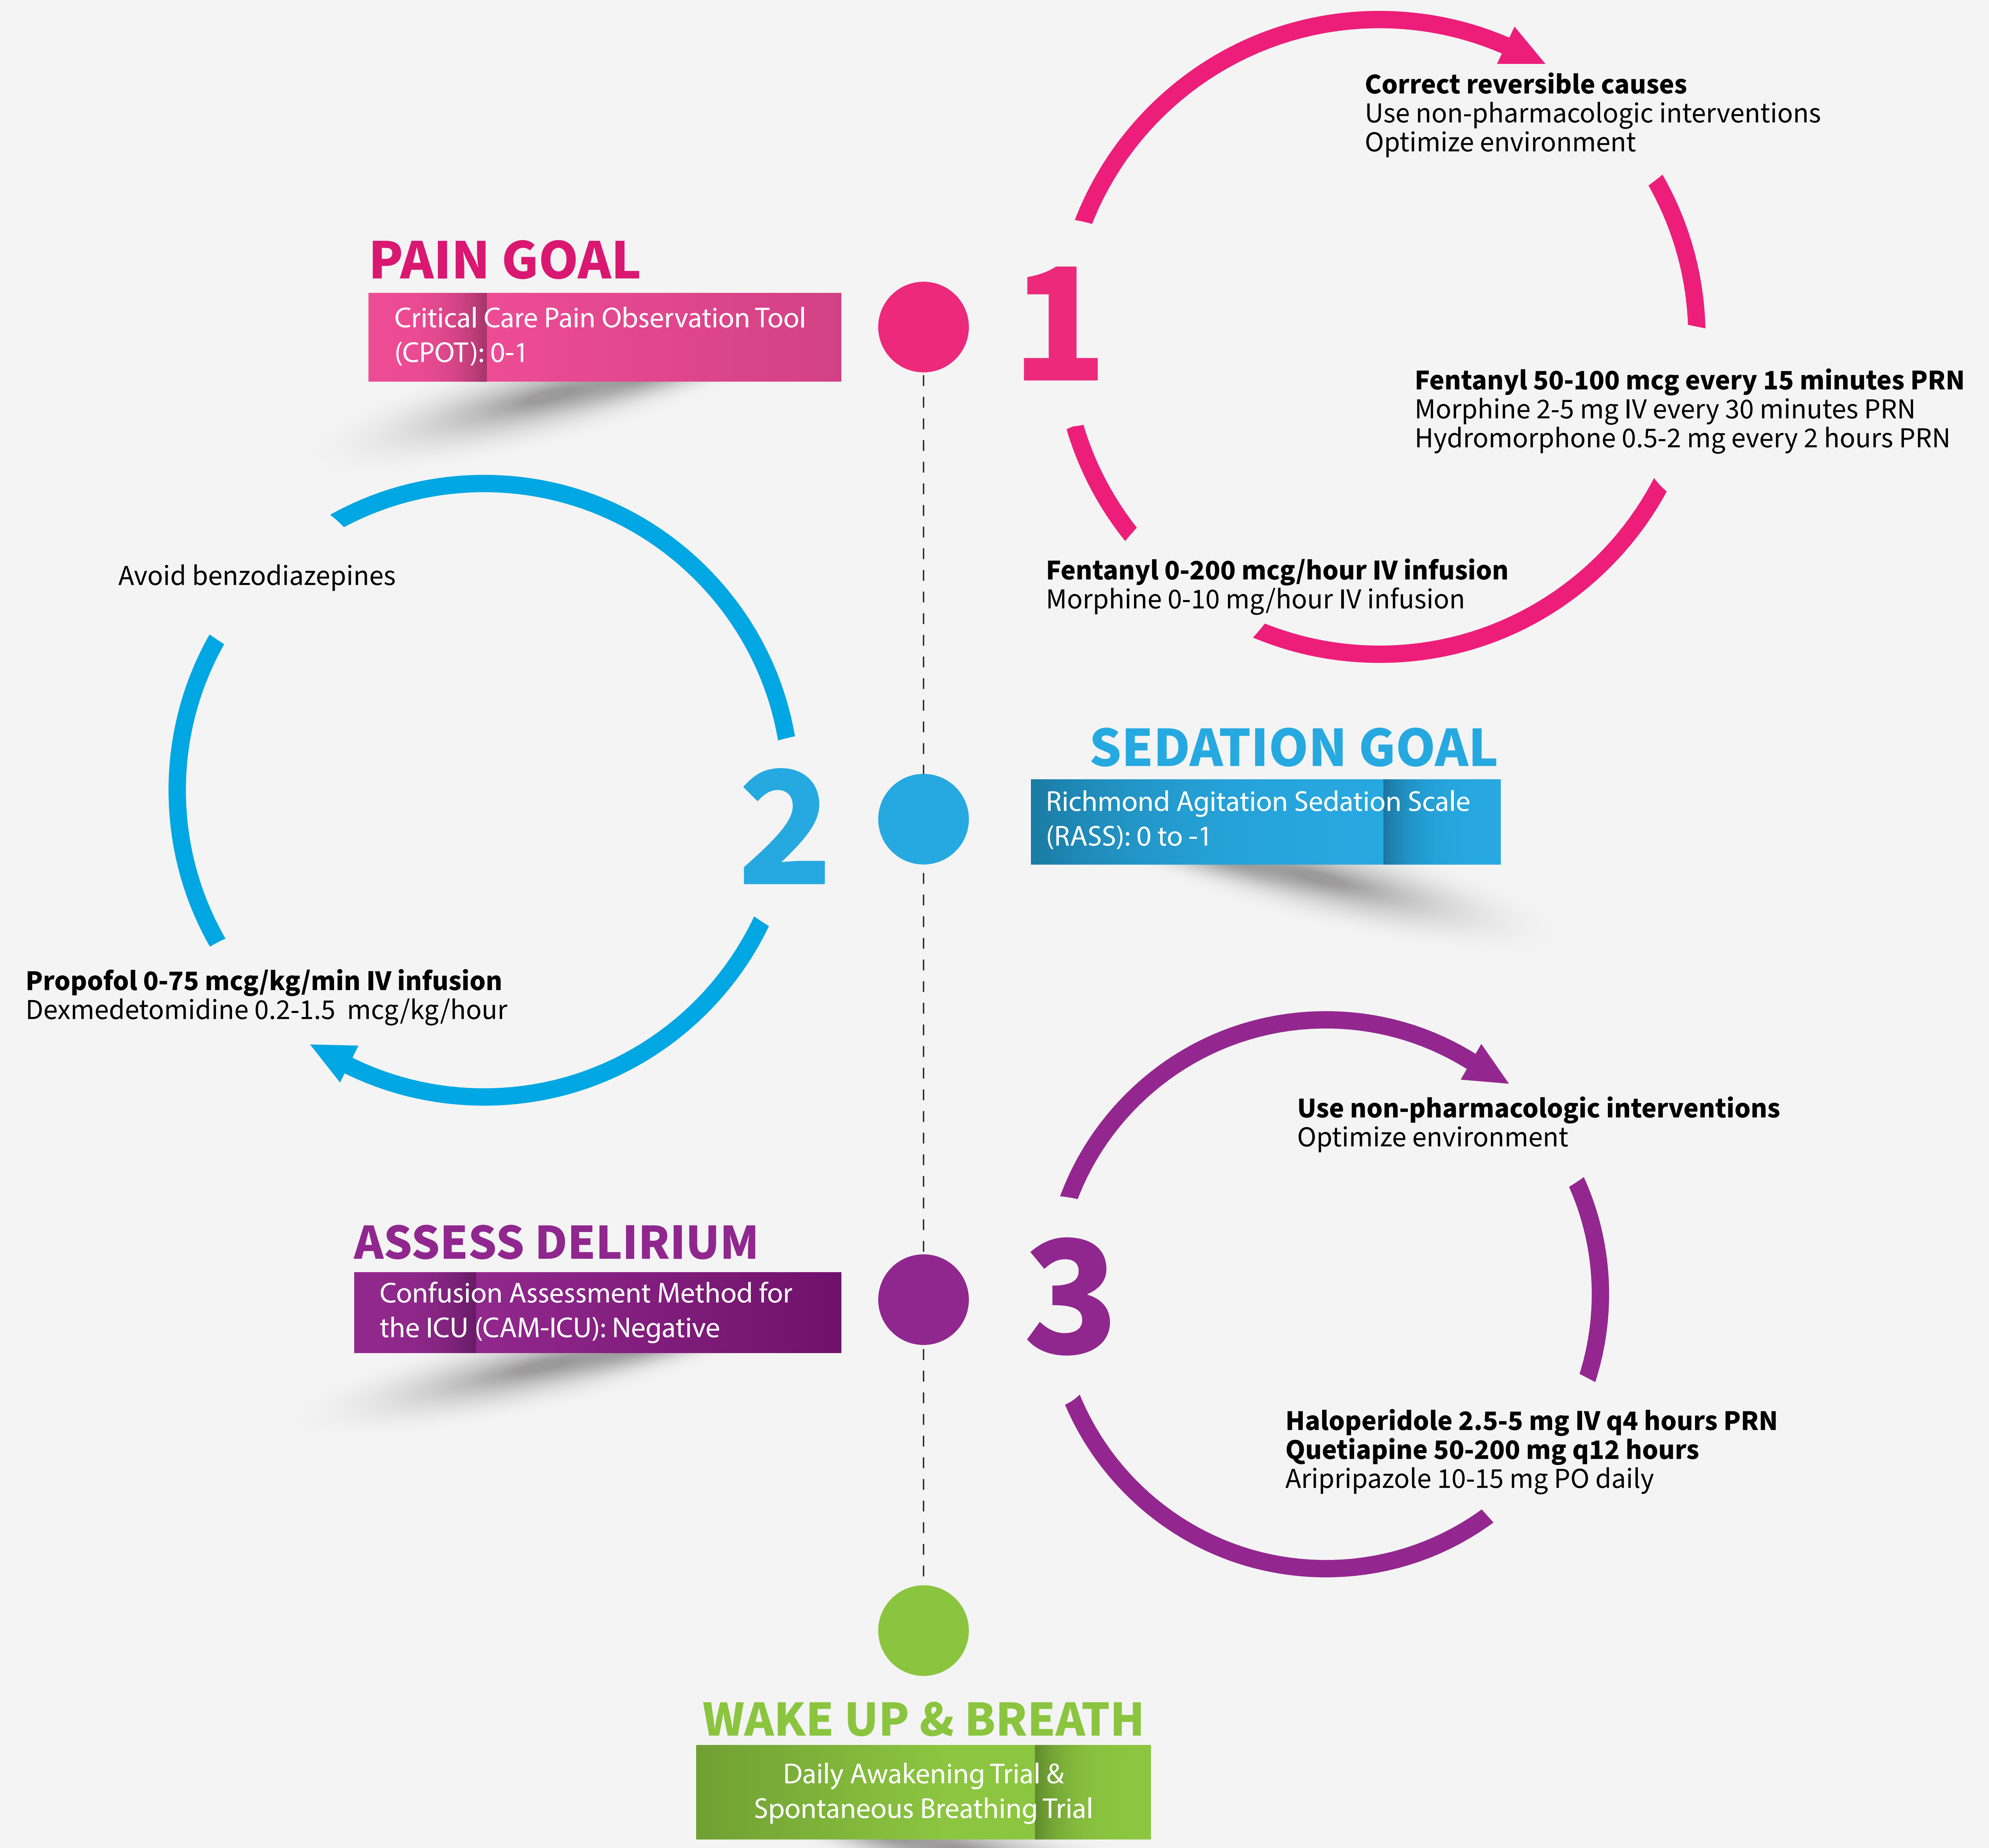 Correct reversible causes
Use non-pharmacologic interventions
Optimize environment
PAIN GOAL
Critical Care Pain Observation Tool
(CPOT): 0-1
1
Fentanyl 50-100 mcg every 15 minutes PRN
Morphine 2-5 mg IV every 30 minutes PRN
Hydromorphone 0.5-2 mg every 2 hours PRN
Fentanyl 0-200 mcg/hour IV infusion
Morphine 0-10 mg/hour IV infusion
SEDATION GOAL
Richmond Agitation Sedation Scale
(RASS): 0 to -1
2
Avoid benzodiazepines
Propofol 0-75 mcg/kg/min IV infusion
Dexmedetomidine 0.2-1.5  mcg/kg/hour
ASSESS DELIRIUM
Confusion Assessment Method for
the ICU (CAM-ICU): Negative
3
Use non-pharmacologic interventions
Optimize environment
Haloperidole 2.5-5 mg IV q4 hours PRN
Quetiapine 50-200 mg q12 hours
Aripripazole 10-15 mg PO daily
WAKE UP & BREATH
Daily Awakening Trial &
Spontaneous Breathing Trial